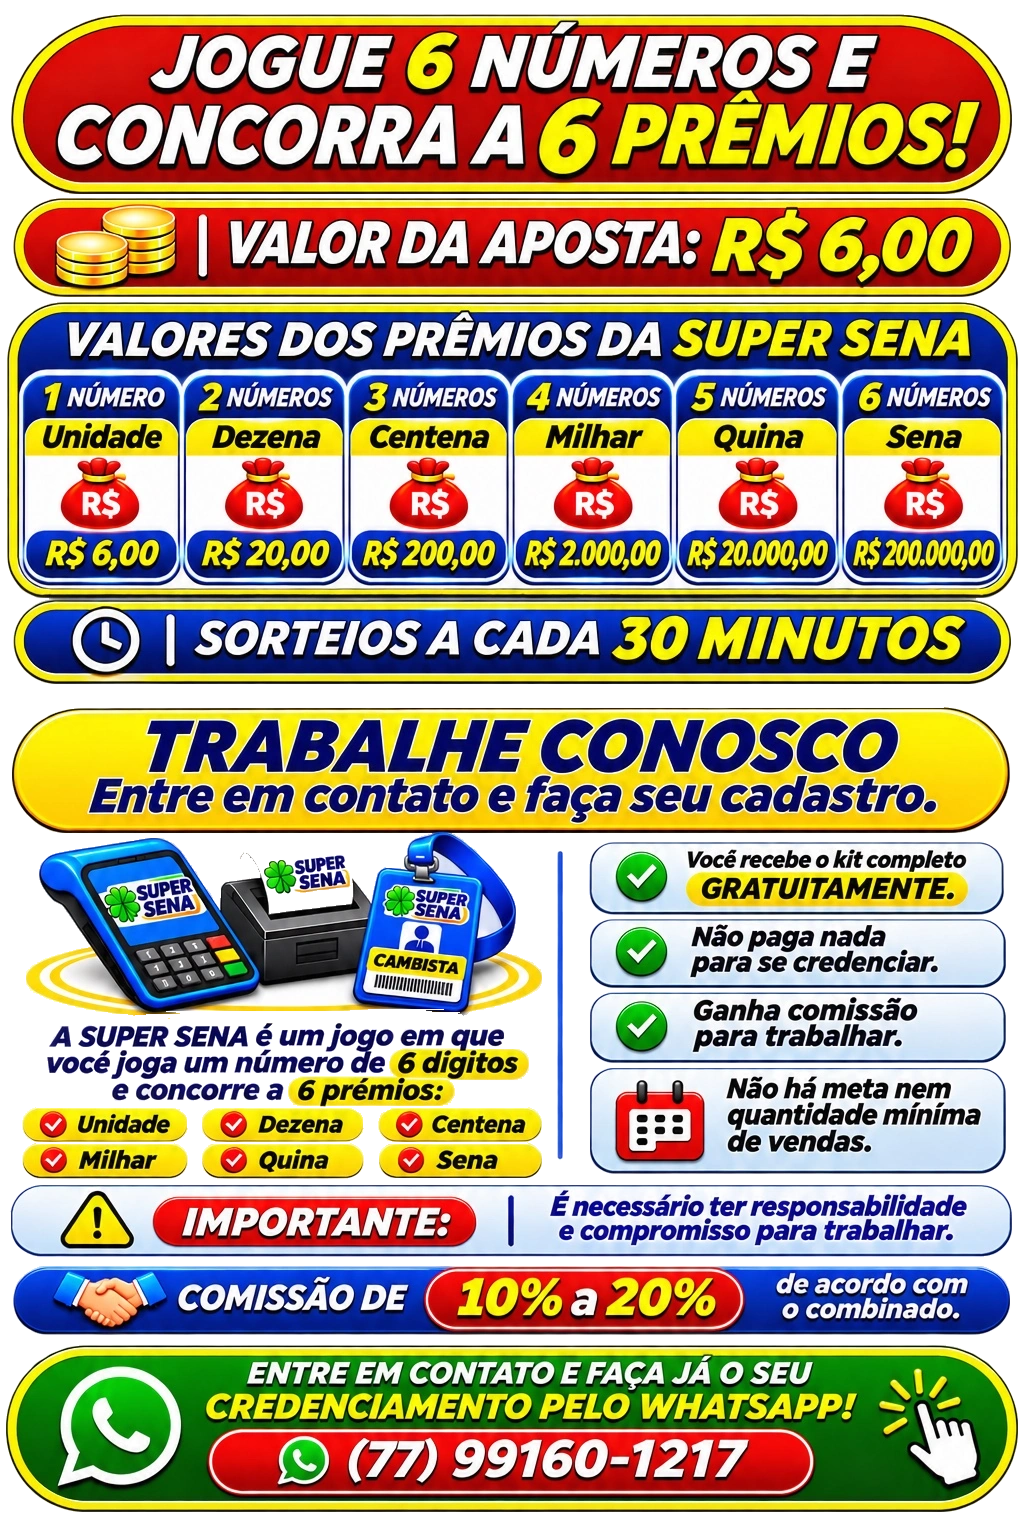 JOGUE 6 NÚMEROS E
CONCORRA A 6 PRÊMIOS!
VALOR DA APOSTA: R$ 6,00
VALORES DOS PRÊMIOS DA SUPER SENA
1 NÚMERO
Unidade
R$
R$ 6,00
2 NÚMEROS
Dezena
R$
R$ 20,00
3 NÚMEROS
Centena
R$
R$ 200,00
4 NÚMEROS
Milhar
R$
R$ 2.000,00
5 NÚMEROS
Quina
R$
R$ 20.000,00
6 NÚMEROS
Sena
R$
R$ 200.000,00
SORTEIOS A CADA 30 MINUTOS
TRABALHE CONOSCO
Entre em contato e faça seu cadastro.
SUPER
SENA
SUPER
SENA
SUPER
SENA
CAMBISTA
A SUPER SENA é um jogo em que
você joga um número de 6 digitos
e concorre a 6 prémios:
Unidade
Dezena
Centena
Milhar
Quina
Sena
Você recebe o kit completo
GRATUITAMENTE.
Não paga nada
para se credenciar.
Ganha comissão
para trabalhar.
Não há meta nem
quantidade mínima
de vendas.
IMPORTANTE:
É necessário ter responsabilidade
e compromisso para trabalhar.
COMISSÃO DE 10% a 20%
de acordo com
o combinado.
ENTRE EM CONTATO E FAÇA JÁ O SEU
CREDENCIAMENTO PELO WHATSAPP!
(77) 99160-1217